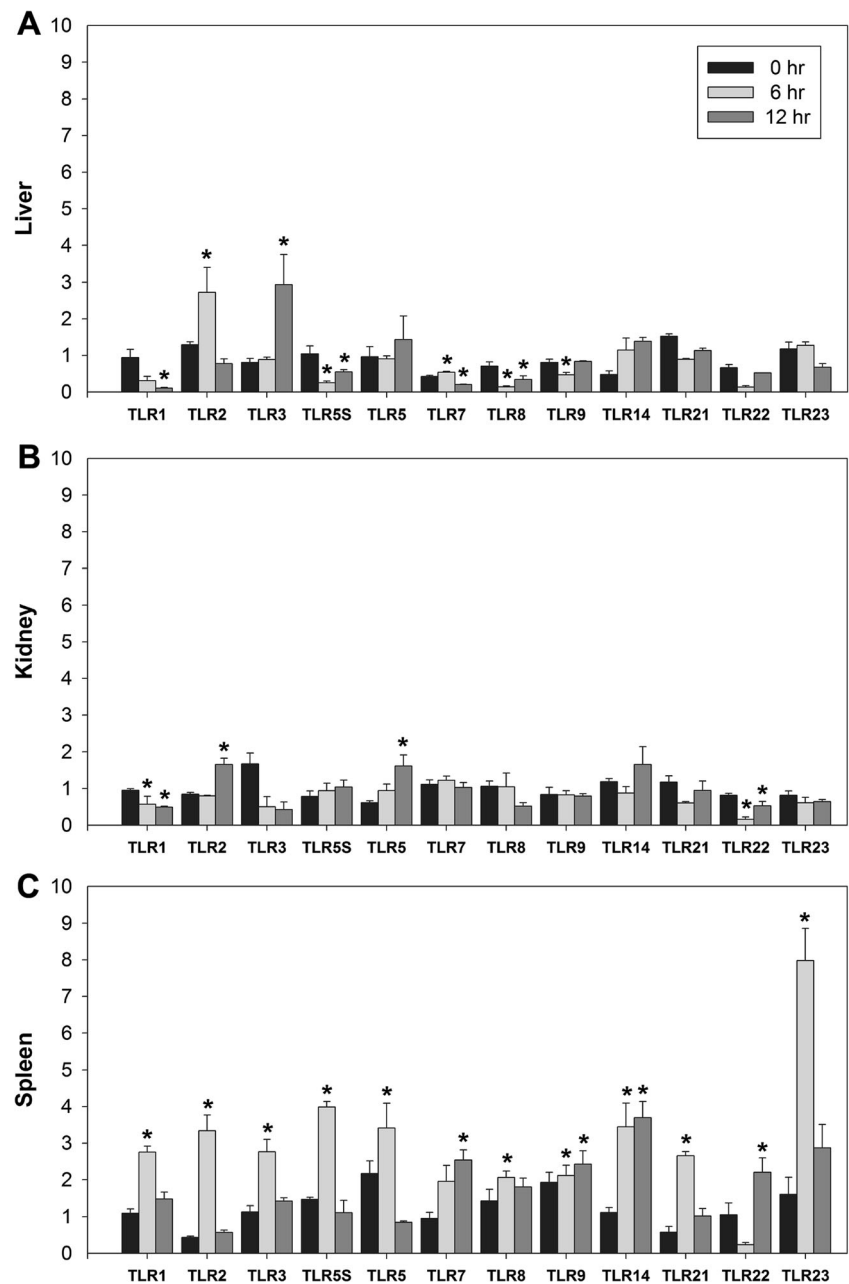 A
10
9
8
7
6
5
4
3
2
1
0
Liver
0 hr
6 hr
12 hr
* * * * * * * * * *
TLR1 TLR2 TLR3 TLR5S TLR5 TLR7 TLR8 TLR9 TLR14 TLR21 TLR22 TLR23
B
10
9
8
7
6
5
4
3
2
1
0
Kidney
* * * * * *
TLR1 TLR2 TLR3 TLR5S TLR5 TLR7 TLR8 TLR9 TLR14 TLR21 TLR22 TLR23
C
10
9
8
7
6
5
4
3
2
1
0
Spleen
* * * * * * * * * * * * * *
TLR1 TLR2 TLR3 TLR5S TLR5 TLR7 TLR8 TLR9 TLR14 TLR21 TLR22 TLR23